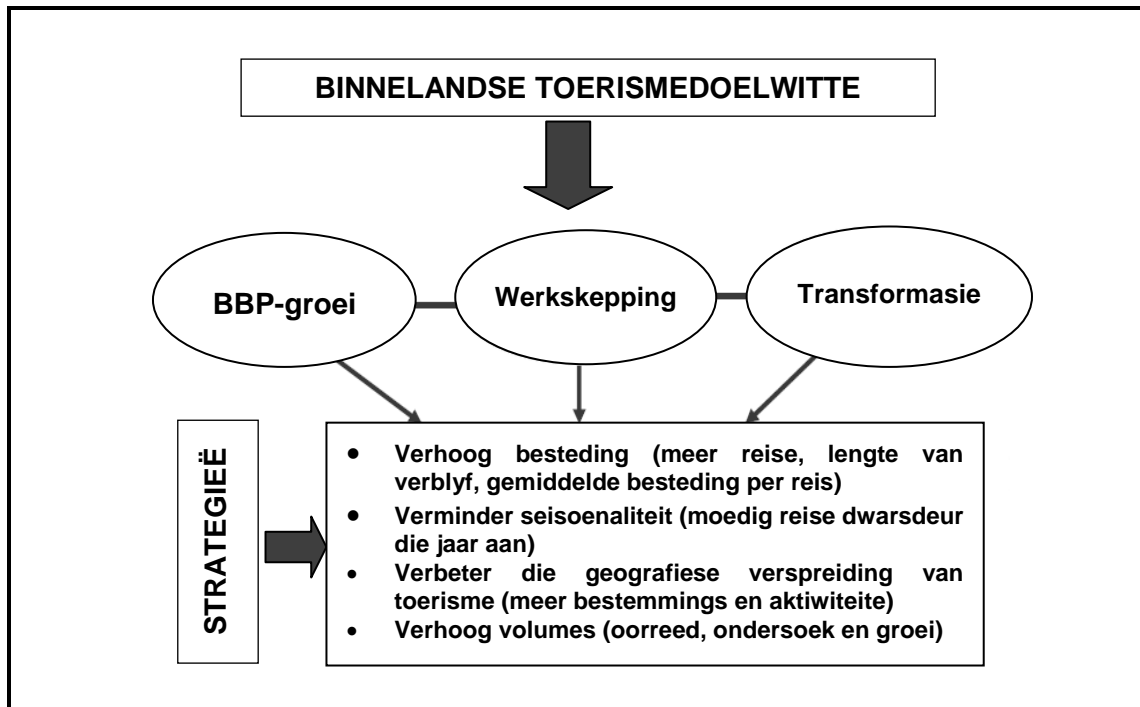 BINNELANDSE TOERISMEDOELWITTE
BBP-groei
Werkskepping
Transformasie
STRATEGIEË
• Verhoog besteding (meer reise, lengte van
verblyf, gemiddelde besteding per reis)
• Verminder seisoenaliteit (moedig reise dwarsdeur
die jaar aan)
• Verbeter die geografiese verspreiding van
toerisme (meer bestemmings en aktiwiteite)
• Verhoog volumes (oorreed, ondersoek en groei)